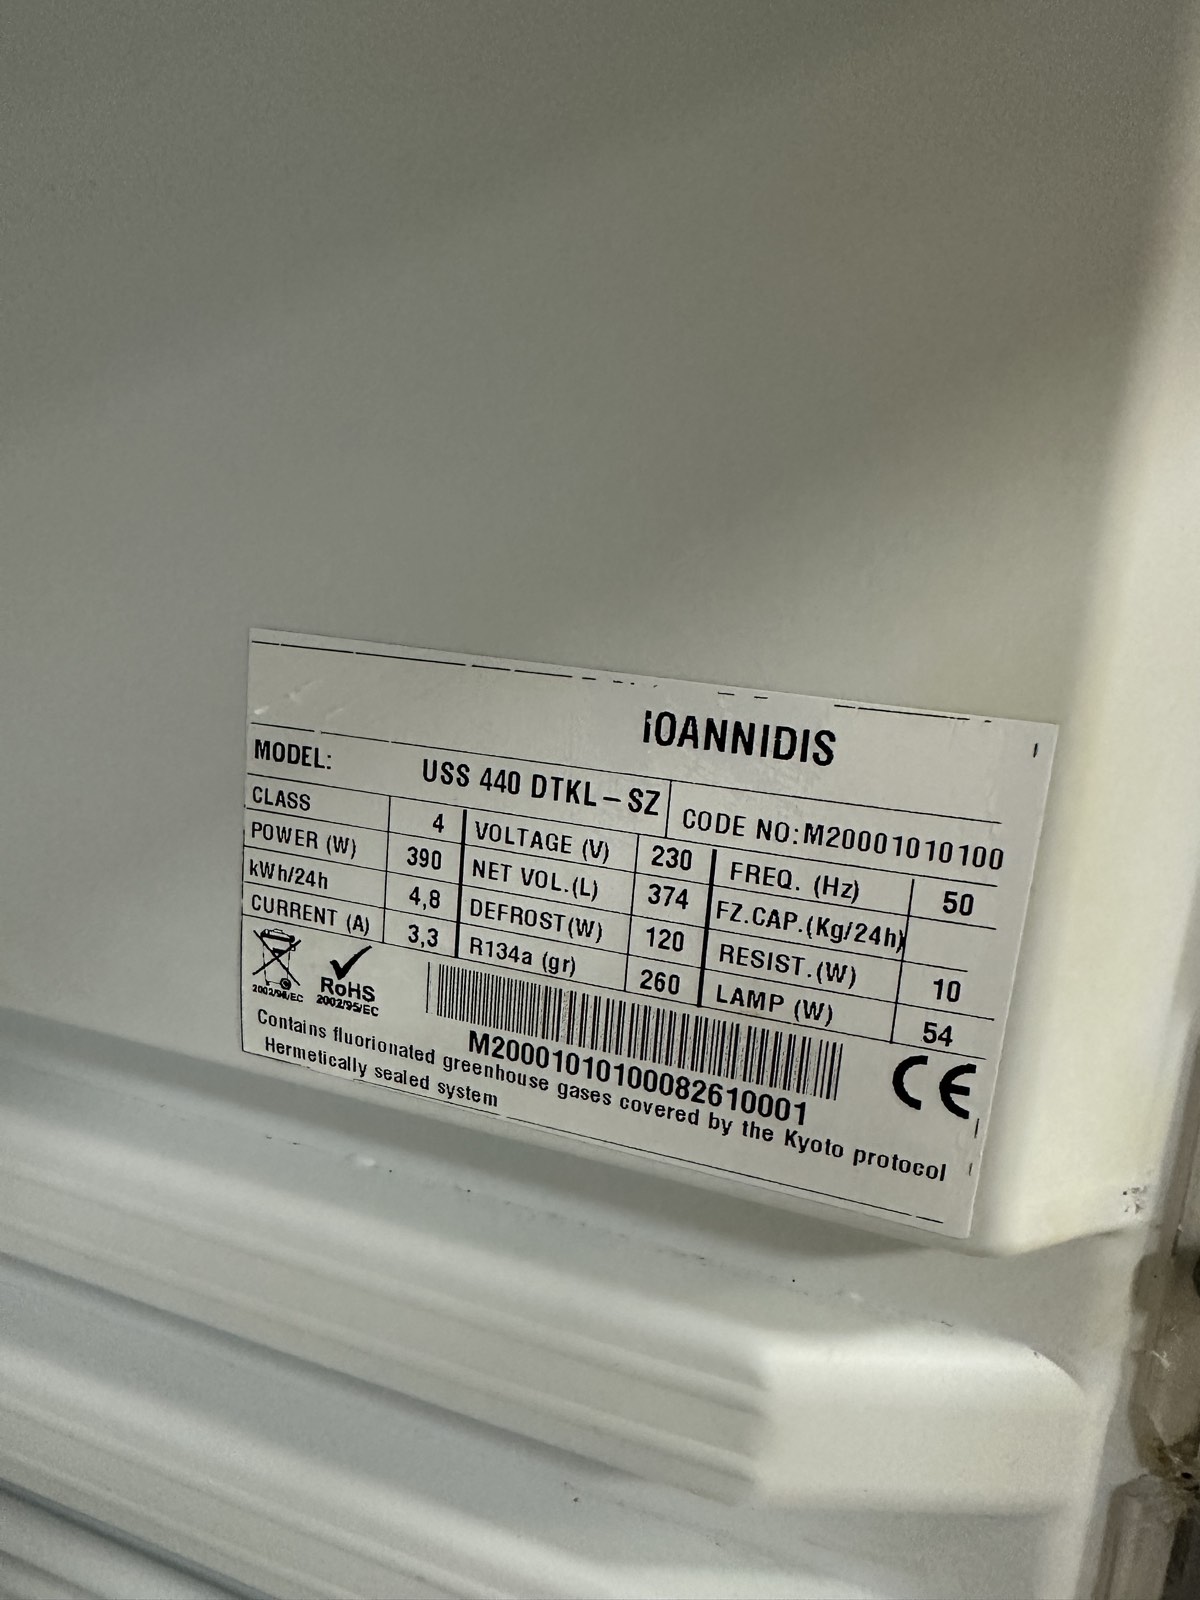 IOANNIDIS
MODEL: USS 440 DTKL-SZ CODE NO:M20001010100
CLASS 4 VOLTAGE (V) 230 FREQ. (Hz) 50
POWER (W) 390 NET VOL.(L) 374 FZ.CAP.(Kg/24h)
kWh/24h 4,8 DEFROST(W) 120 RESIST.(W) 10
CURRENT (A) 3,3 R134a (gr) 260 LAMP (W) 54
2002/96/EC
RoHS
2002/95/EC
M20001010100082610001
CE
Contains fluorionated greenhouse gases covered by the Kyoto protocol
Hermetically sealed system